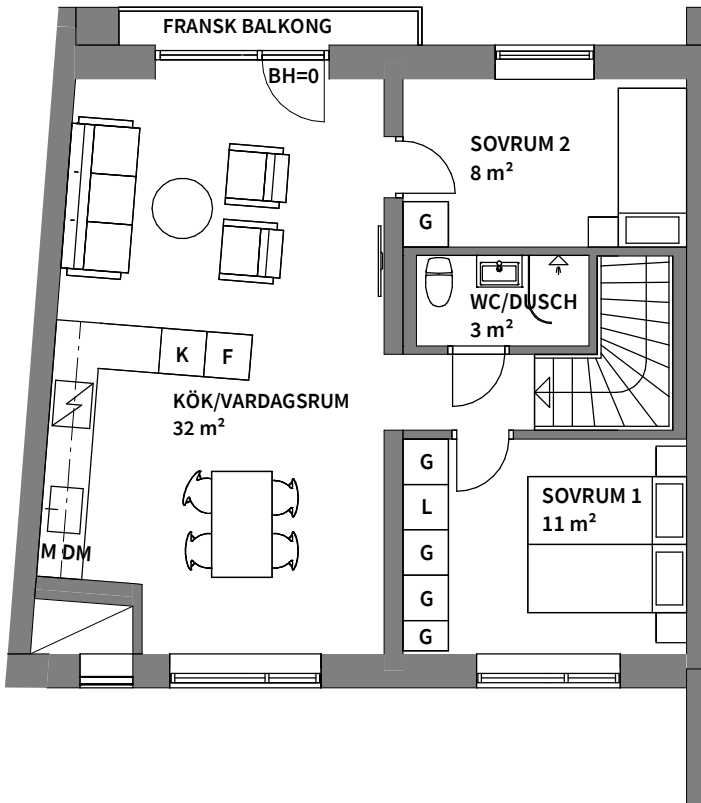 FRANSK BALKONG
BH=0
SOVRUM 2
8 m²
G
WC/DUSCH
3 m²
K F
KÖK/VARDAGSRUM
32 m²
G
L
G
G
G
SOVRUM 1
11 m²
M DM